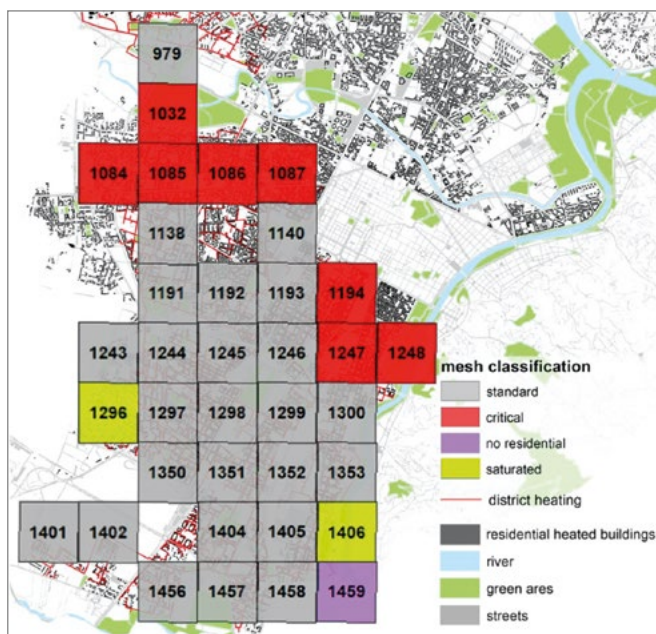 979
1032
1084 1085 1086 1087
1138 1140
1191 1192 1193 1194
1243 1244 1245 1246 1247 1248
mesh classification
standard
1296 1297 1298 1299 1300
critical
no residential
saturated
1350 1351 1352 1353
district heating
1401 1402 1404 1405 1406
residential heated buildings
river
1456 1457 1458 1459
green ares
streets